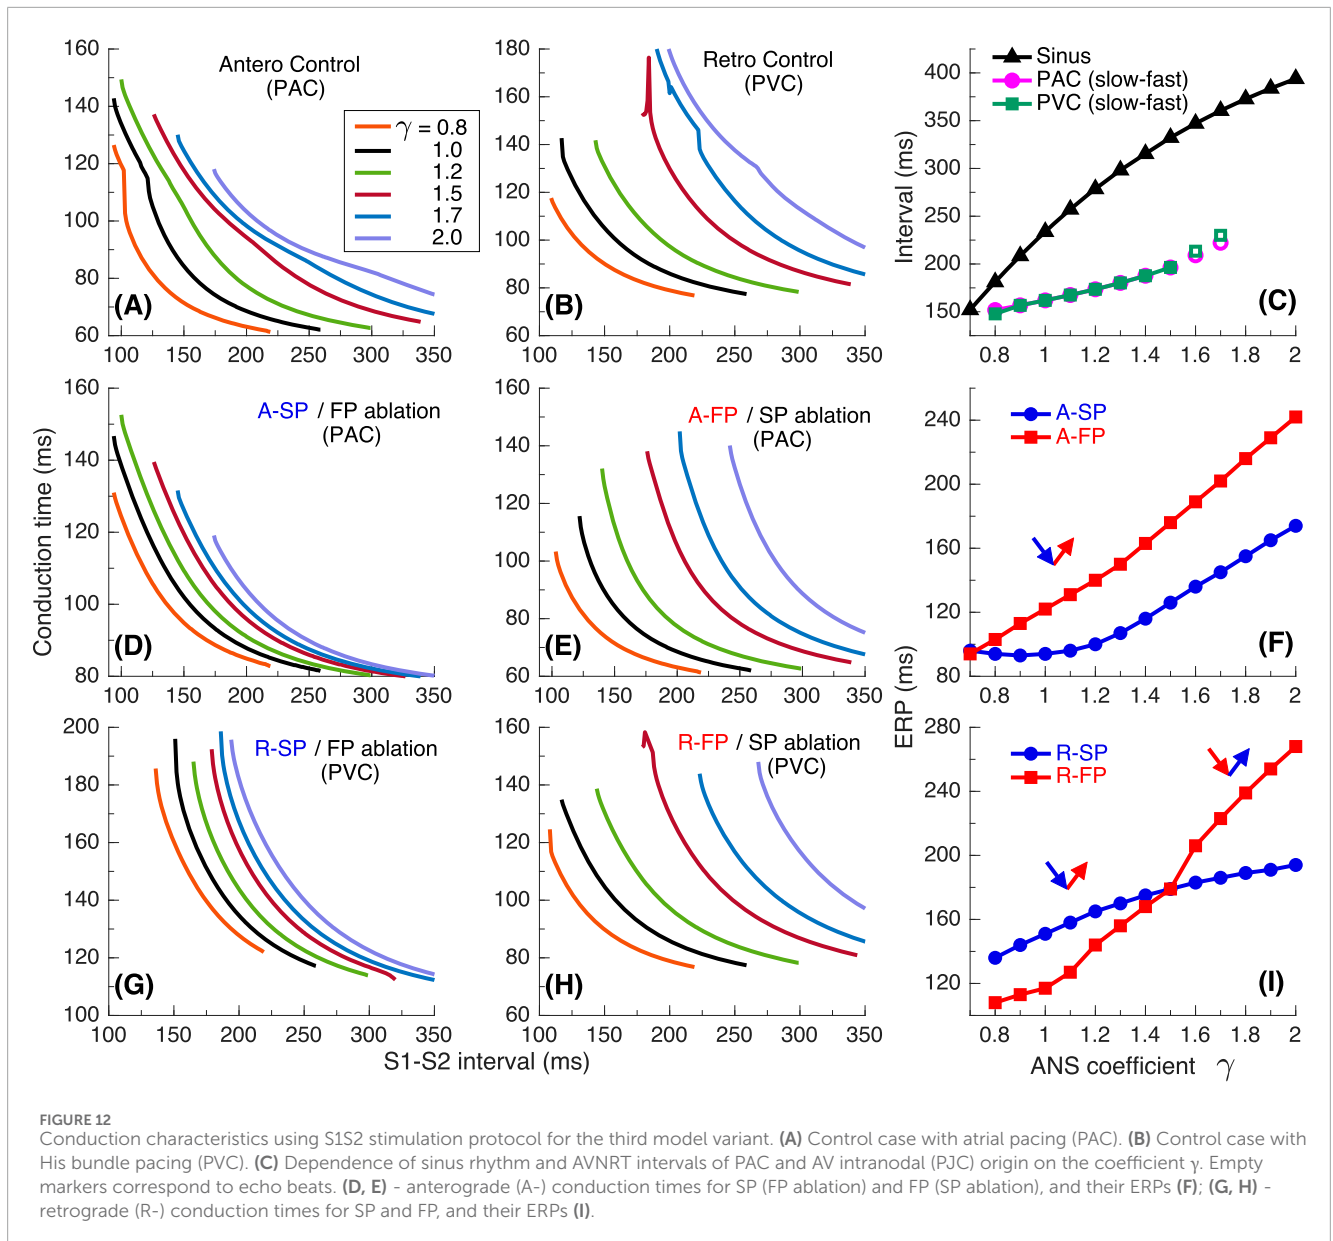 Antero Control
(PAC)
γ = 0.8
1.0
1.2
1.5
1.7
2.0
(A)
160
140
120
100
80
60
100 150 200 250 300 350
Retro Control
(PVC)
(B)
180
160
140
120
100
80
60
100 150 200 250 300 350
Sinus
PAC (slow-fast)
PVC (slow-fast)
(C)
Interval (ms)
400
350
300
250
200
150
0.8 1 1.2 1.4 1.6 1.8 2
A-SP / FP ablation
(PAC)
(D)
Conduction time (ms)
160
140
120
100
80
100 150 200 250 300 350
A-FP / SP ablation
(PAC)
(E)
160
140
120
100
80
60
100 150 200 250 300 350
A-SP
A-FP
(F)
ERP (ms)
240
200
160
120
80
0.8 1 1.2 1.4 1.6 1.8 2
R-SP / FP ablation
(PVC)
(G)
200
180
160
140
120
100
100 150 200 250 300 350
R-FP / SP ablation
(PVC)
(H)
160
140
120
100
80
60
100 150 200 250 300 350
S1-S2 interval (ms)
R-SP
R-FP
(I)
280
240
200
160
120
0.8 1 1.2 1.4 1.6 1.8 2
ANS coefficient γ
FIGURE 12
Conduction characteristics using S1S2 stimulation protocol for the third model variant. (A) Control case with atrial pacing (PAC). (B) Control case with
His bundle pacing (PVC). (C) Dependence of sinus rhythm and AVNRT intervals of PAC and AV intranodal (PJC) origin on the coefficient γ. Empty
markers correspond to echo beats. (D, E) - anterograde (A-) conduction times for SP (FP ablation) and FP (SP ablation), and their ERPs (F); (G, H) -
retrograde (R-) conduction times for SP and FP, and their ERPs (I).